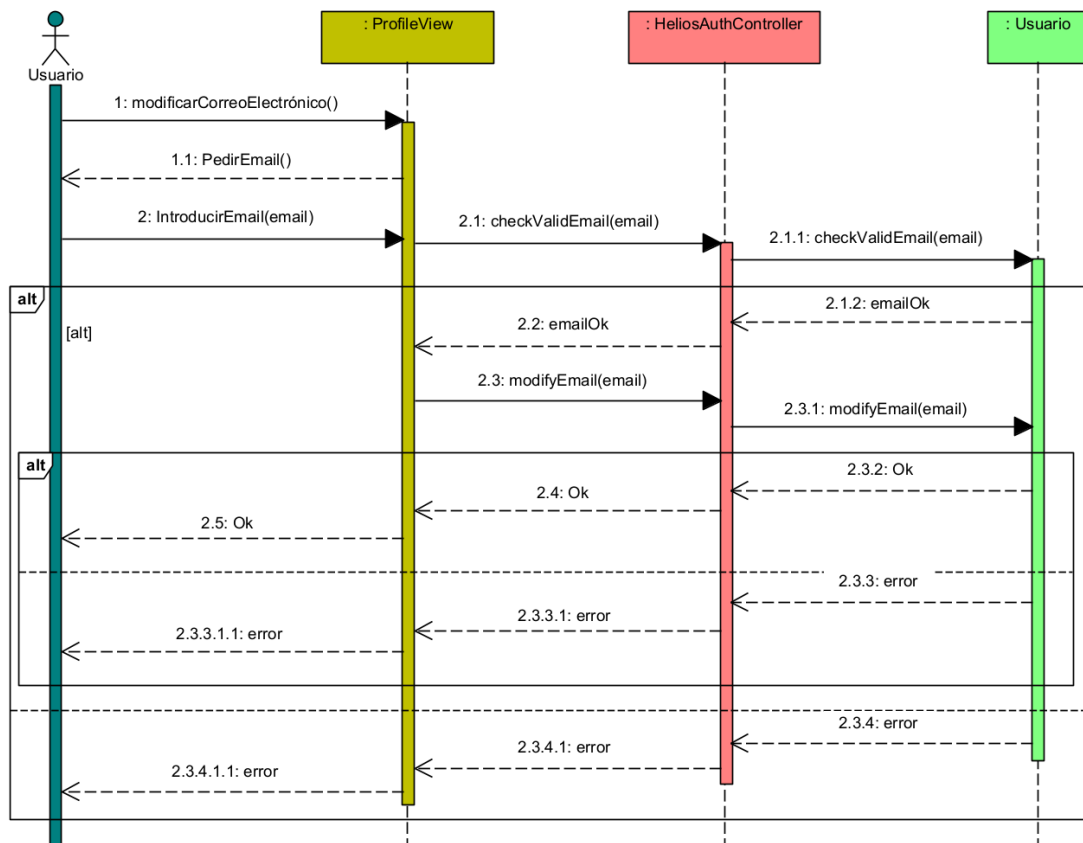 : ProfileView
: HeliosAuthController
: Usuario
Usuario
1: modificarCorreoElectrónico()
1.1: PedirEmail()
2: IntroducirEmail(email)
2.1: checkValidEmail(email)
2.1.1: checkValidEmail(email)
alt
[alt]
2.1.2: emailOk
2.2: emailOk
2.3: modifyEmail(email)
2.3.1: modifyEmail(email)
alt
2.3.2: Ok
2.4: Ok
2.5: Ok
2.3.3: error
2.3.3.1: error
2.3.3.1.1: error
2.3.4: error
2.3.4.1: error
2.3.4.1.1: error